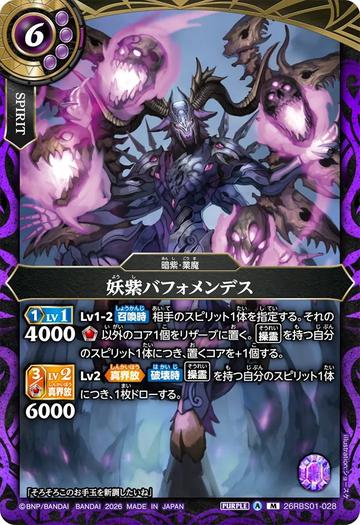 6
SPIRIT
暗紫・業魔
妖紫バフォメンデス
1 LV1 4000
Lv1-2 召喚時 相手のスピリット1体を指定する。それの
以外のコア1個をリザーブに置く。操霊を持つ自分
のスピリット1体につき、置くコアを+1個する。
3 LV2 真界放 6000
Lv2 真界放 破壊時 操霊を持つ自分のスピリット1体
につき、1枚ドローする。
「そろそろこのお手玉を新調したいね」
©BNP/BANDAI BANDAI 2026 MADE IN JAPAN
PURPLE A M 26RBS01-028